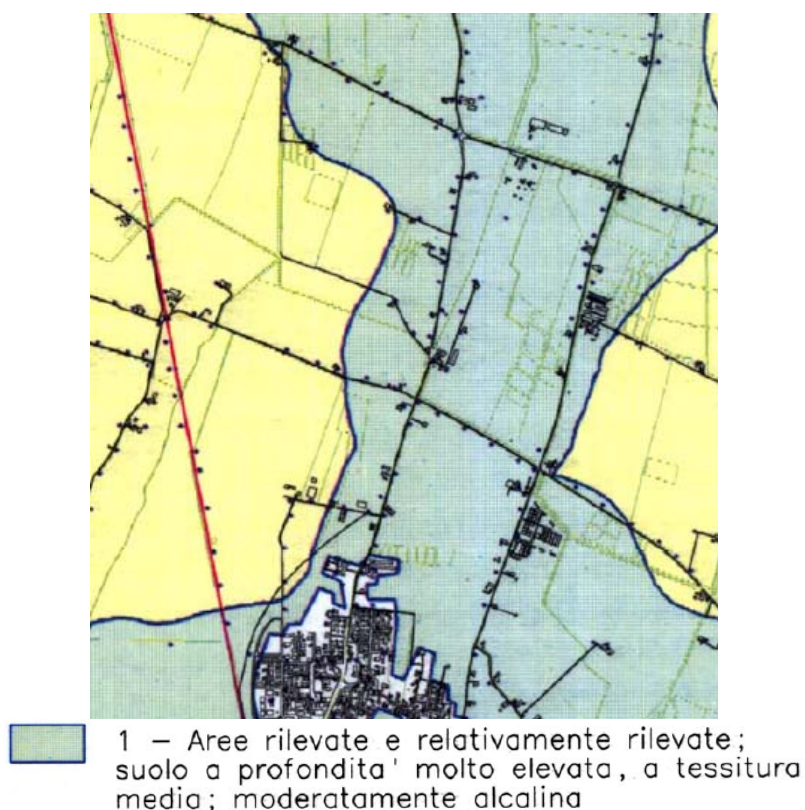 1 – Aree rilevate e relativamente rilevate;
suolo a profondita' molto elevata, a tessitura
media; moderatamente alcalina